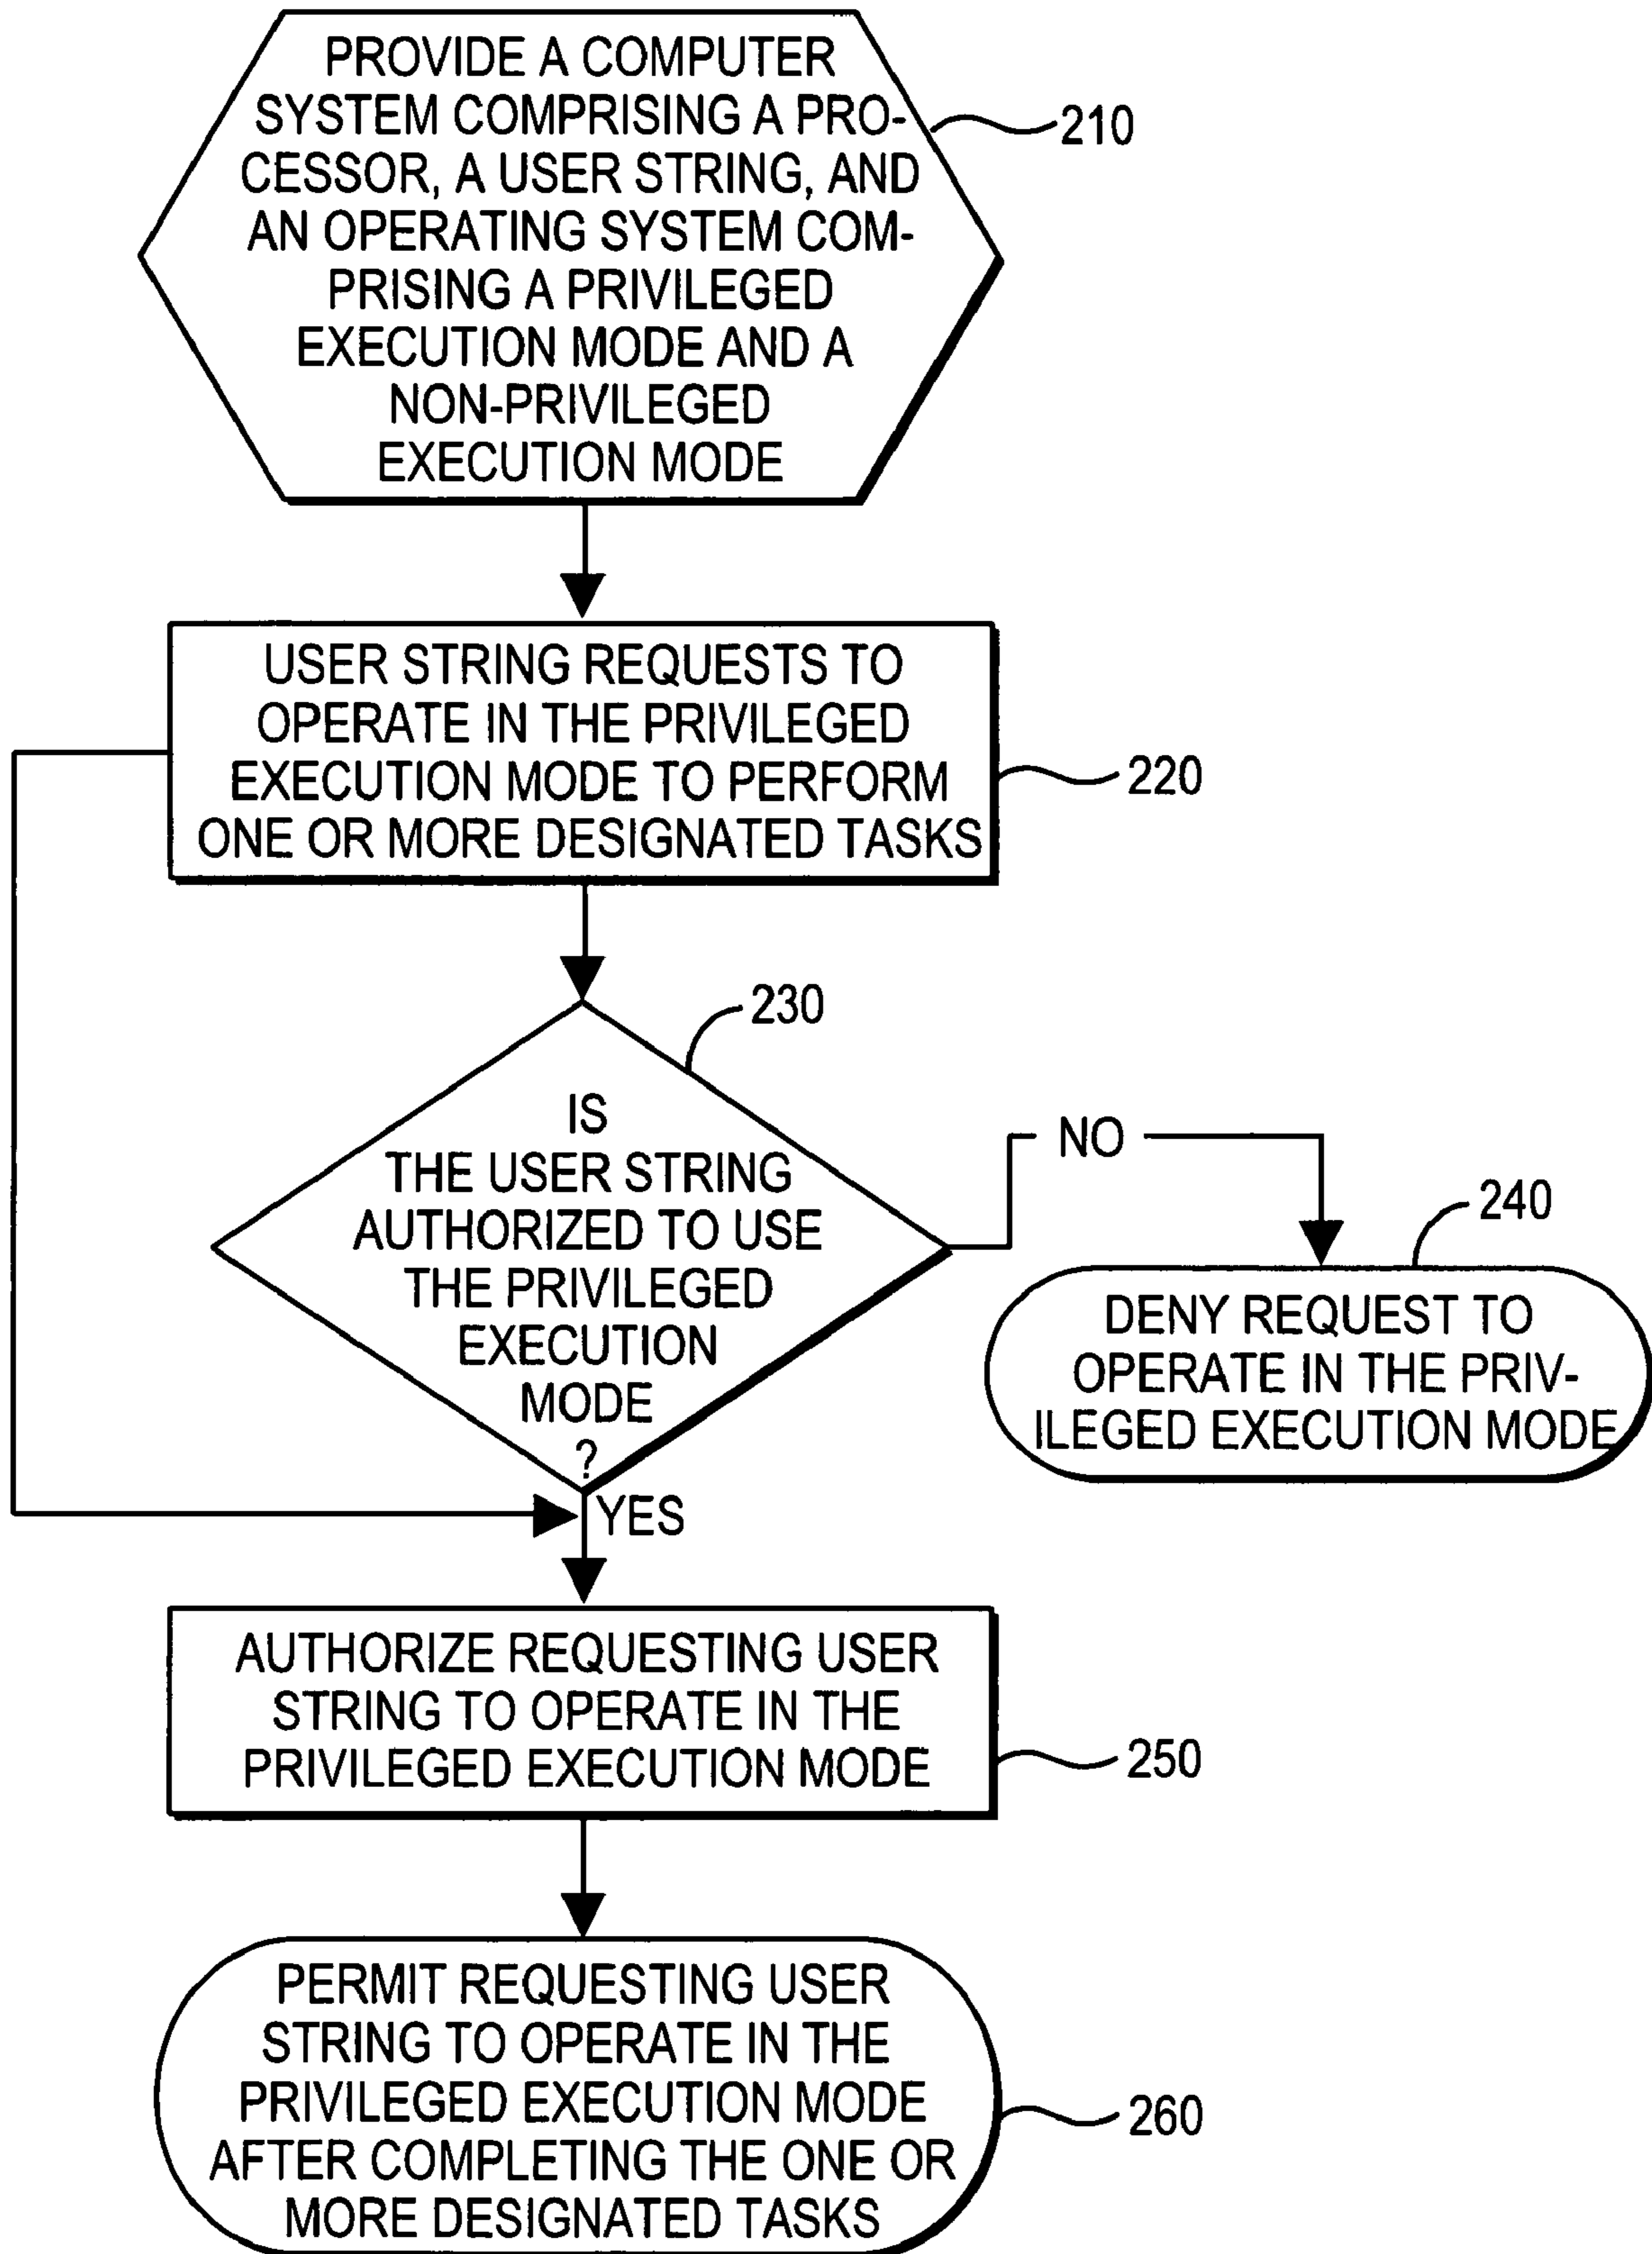 PROVIDE A COMPUTER
SYSTEM COMPRISING A PRO-
CESSOR, A USER STRING, AND
AN OPERATING SYSTEM COM-
PRISING A PRIVILEGED
EXECUTION MODE AND A
NON-PRIVILEGED
EXECUTION MODE
210
USER STRING REQUESTS TO
OPERATE IN THE PRIVILEGED
EXECUTION MODE TO PERFORM
ONE OR MORE DESIGNATED TASKS
220
230
IS
THE USER STRING
AUTHORIZED TO USE
THE PRIVILEGED
EXECUTION
MODE
?
NO
240
DENY REQUEST TO
OPERATE IN THE PRIV-
ILEGED EXECUTION MODE
YES
AUTHORIZE REQUESTING USER
STRING TO OPERATE IN THE
PRIVILEGED EXECUTION MODE
250
PERMIT REQUESTING USER
STRING TO OPERATE IN THE
PRIVILEGED EXECUTION MODE
AFTER COMPLETING THE ONE OR
MORE DESIGNATED TASKS
260